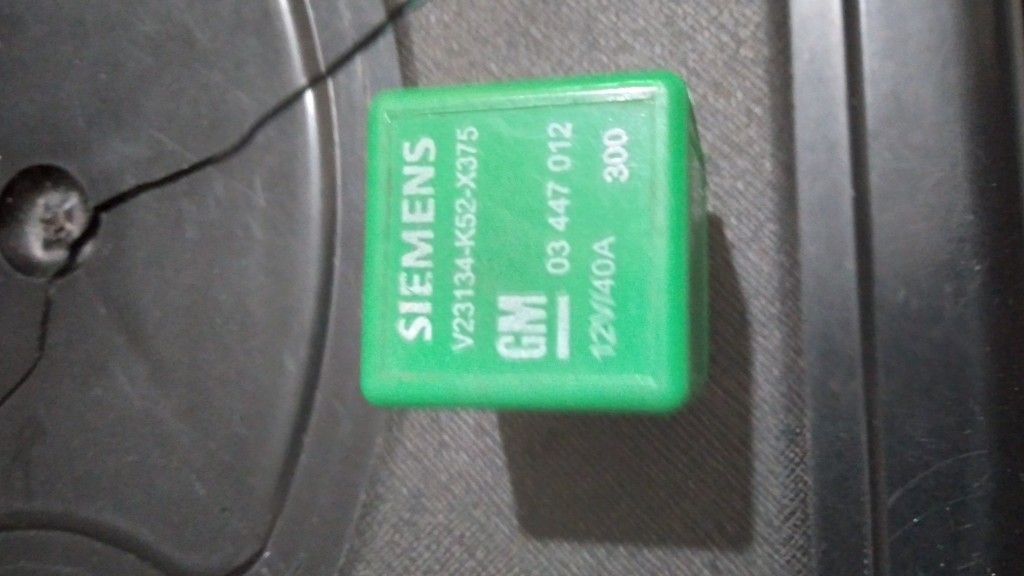 SIEMENS
V23134-K52-X375
GM 03 447 012
12V/40A 300